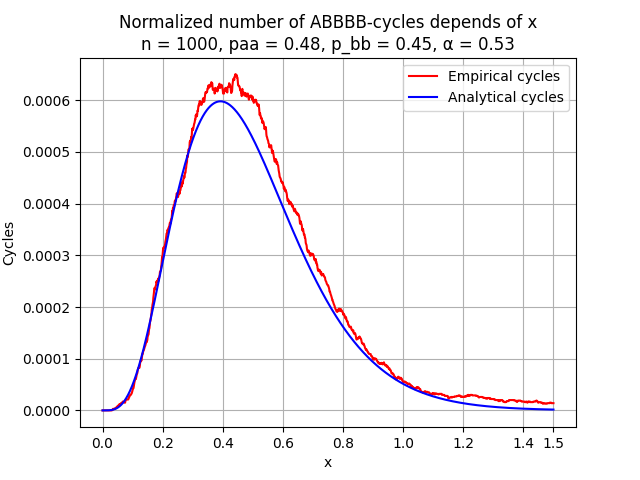 Normalized number of ABBBB-cycles depends of x
n = 1000, paa = 0.48, p_bb = 0.45, α = 0.53
Empirical cycles
Analytical cycles
0.0006
0.0005
0.0004
0.0003
0.0002
0.0001
0.0000
Cycles
0.0 0.2 0.4 0.6 0.8 1.0 1.2 1.4 1.5
x